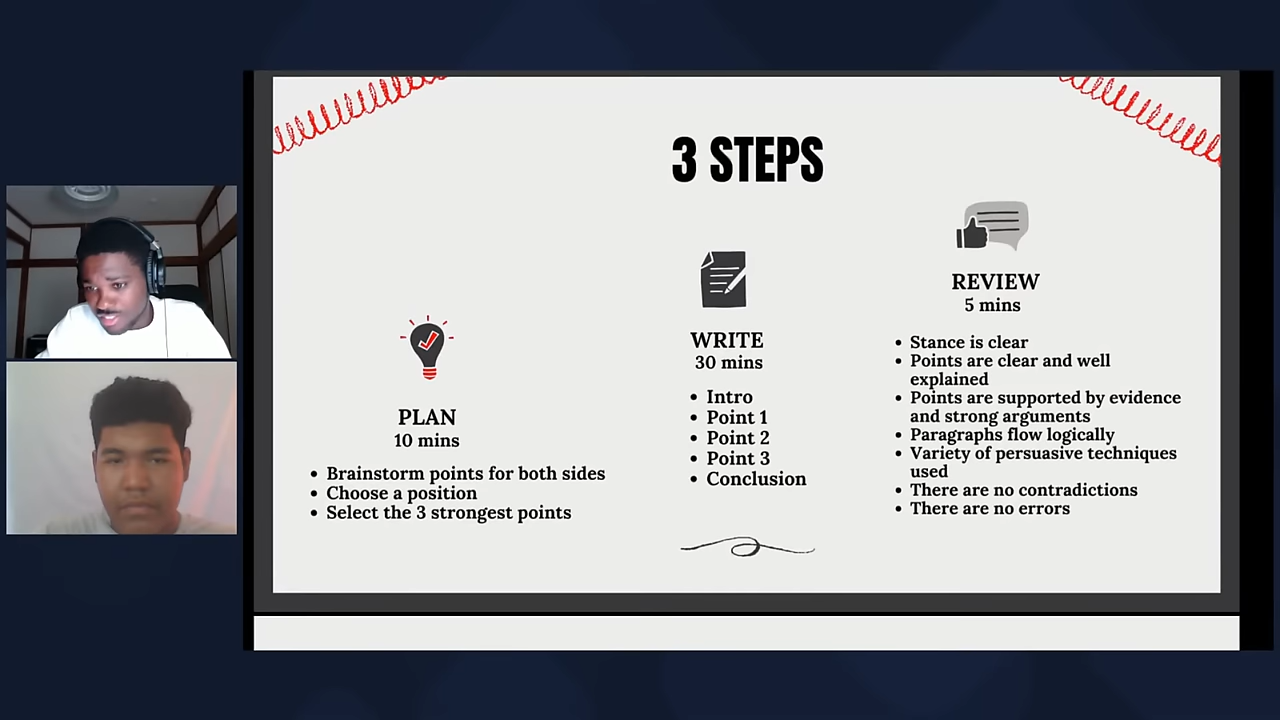 3 STEPS
PLAN
10 mins
• Brainstorm points for both sides
• Choose a position
• Select the 3 strongest points
WRITE
30 mins
• Intro
• Point 1
• Point 2
• Point 3
• Conclusion
REVIEW
5 mins
• Stance is clear
• Points are clear and well
explained
• Points are supported by evidence
and strong arguments
• Paragraphs flow logically
• Variety of persuasive techniques
used
• There are no contradictions
• There are no errors